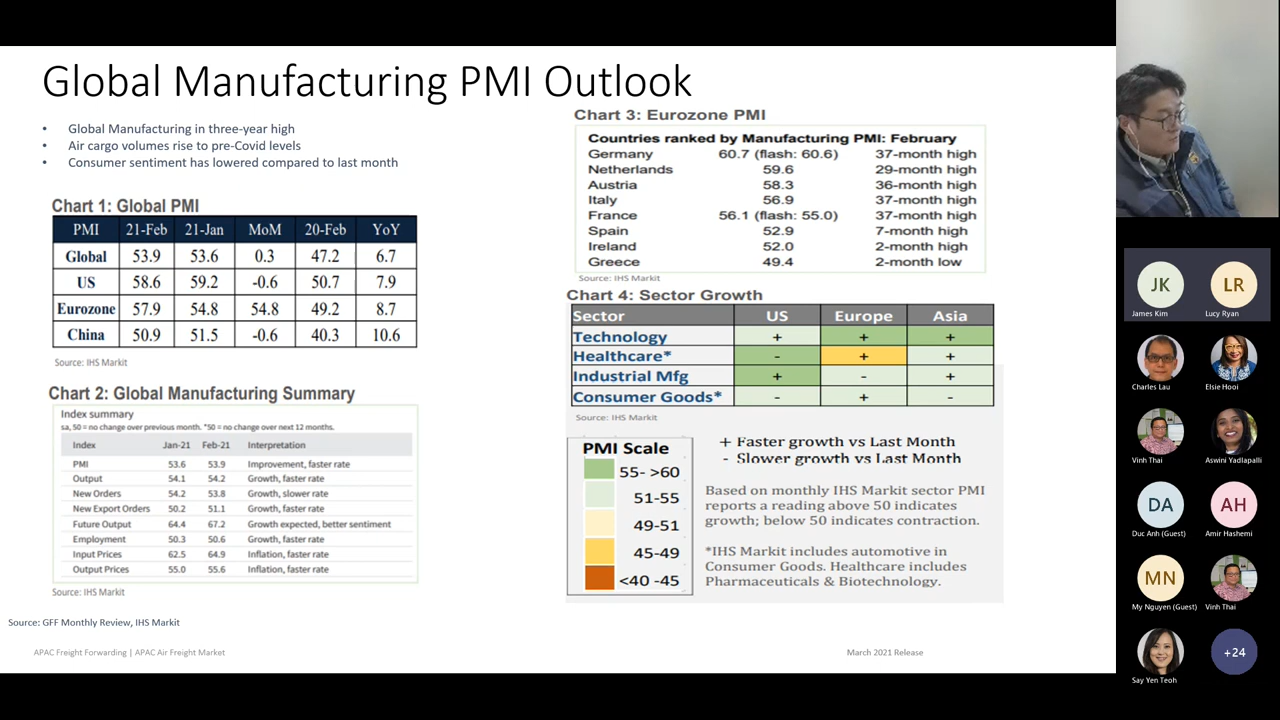 Global Manufacturing PMI Outlook
• Global Manufacturing in three-year high
• Air cargo volumes rise to pre-Covid levels
• Consumer sentiment has lowered compared to last month
Chart 1: Global PMI
PMI 21-Feb 21-Jan MoM 20-Feb YoY
Global 53.9 53.6 0.3 47.2 6.7
US 58.6 59.2 -0.6 50.7 7.9
Eurozone 57.9 54.8 54.8 49.2 8.7
China 50.9 51.5 -0.6 40.3 10.6
Source: IHS Markit
Chart 2: Global Manufacturing Summary
Index summary
sa, 50 = no change over previous month. *50 = no change over next 12 months.
Index Jan-21 Feb-21 Interpretation
PMI 53.6 53.9 Improvement, faster rate
Output 54.1 54.2 Growth, faster rate
New Orders 54.2 53.8 Growth, slower rate
New Export Orders 50.2 51.1 Growth, faster rate
Future Output 64.4 67.2 Growth expected, better sentiment
Employment 50.3 50.6 Growth, faster rate
Input Prices 62.5 64.9 Inflation, faster rate
Output Prices 55.0 55.6 Inflation, faster rate
Source: IHS Markit
Source: GFF Monthly Review, IHS Markit
APAC Freight Forwarding | APAC Air Freight Market
Chart 3: Eurozone PMI
Countries ranked by Manufacturing PMI: February
Germany 60.7 (flash: 60.6) 37-month high
Netherlands 59.6 29-month high
Austria 58.3 36-month high
Italy 56.9 37-month high
France 56.1 (flash: 55.0) 37-month high
Spain 52.9 7-month high
Ireland 52.0 2-month high
Greece 49.4 2-month low
Source: IHS Markit
Chart 4: Sector Growth
Sector US Europe Asia
Technology + + +
Healthcare* - + +
Industrial Mfg + - +
Consumer Goods* - + -
Source: IHS Markit
PMI Scale
55- >60
51-55
49-51
45-49
<40 -45
+ Faster growth vs Last Month
- Slower growth vs Last Month
Based on monthly IHS Markit sector PMI
reports a reading above 50 indicates
growth; below 50 indicates contraction.
*IHS Markit includes automotive in
Consumer Goods. Healthcare includes
Pharmaceuticals & Biotechnology.
March 2021 Release
JK LR
James Kim Lucy Ryan
Charles Lau Elsie Hooi
Vinh Thai Aswini Yadlapalli
DA AH
Duc Anh (Guest) Amir Hashemi
MN
My Nguyen (Guest) Vinh Thai
+24
Say Yen Teoh